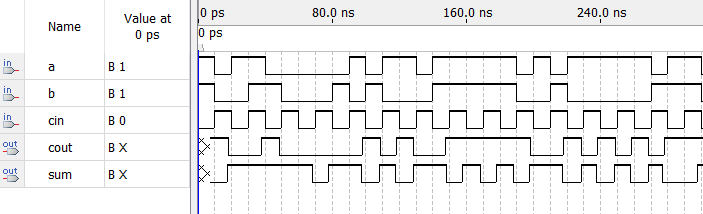 Name
Value at
0 ps
0 ps
80.0 ns
160.0 ns
240.0 ns
0 ps
in
a
B 1
in
b
B 1
in
cin
B 0
out
cout
B X
out
sum
B X